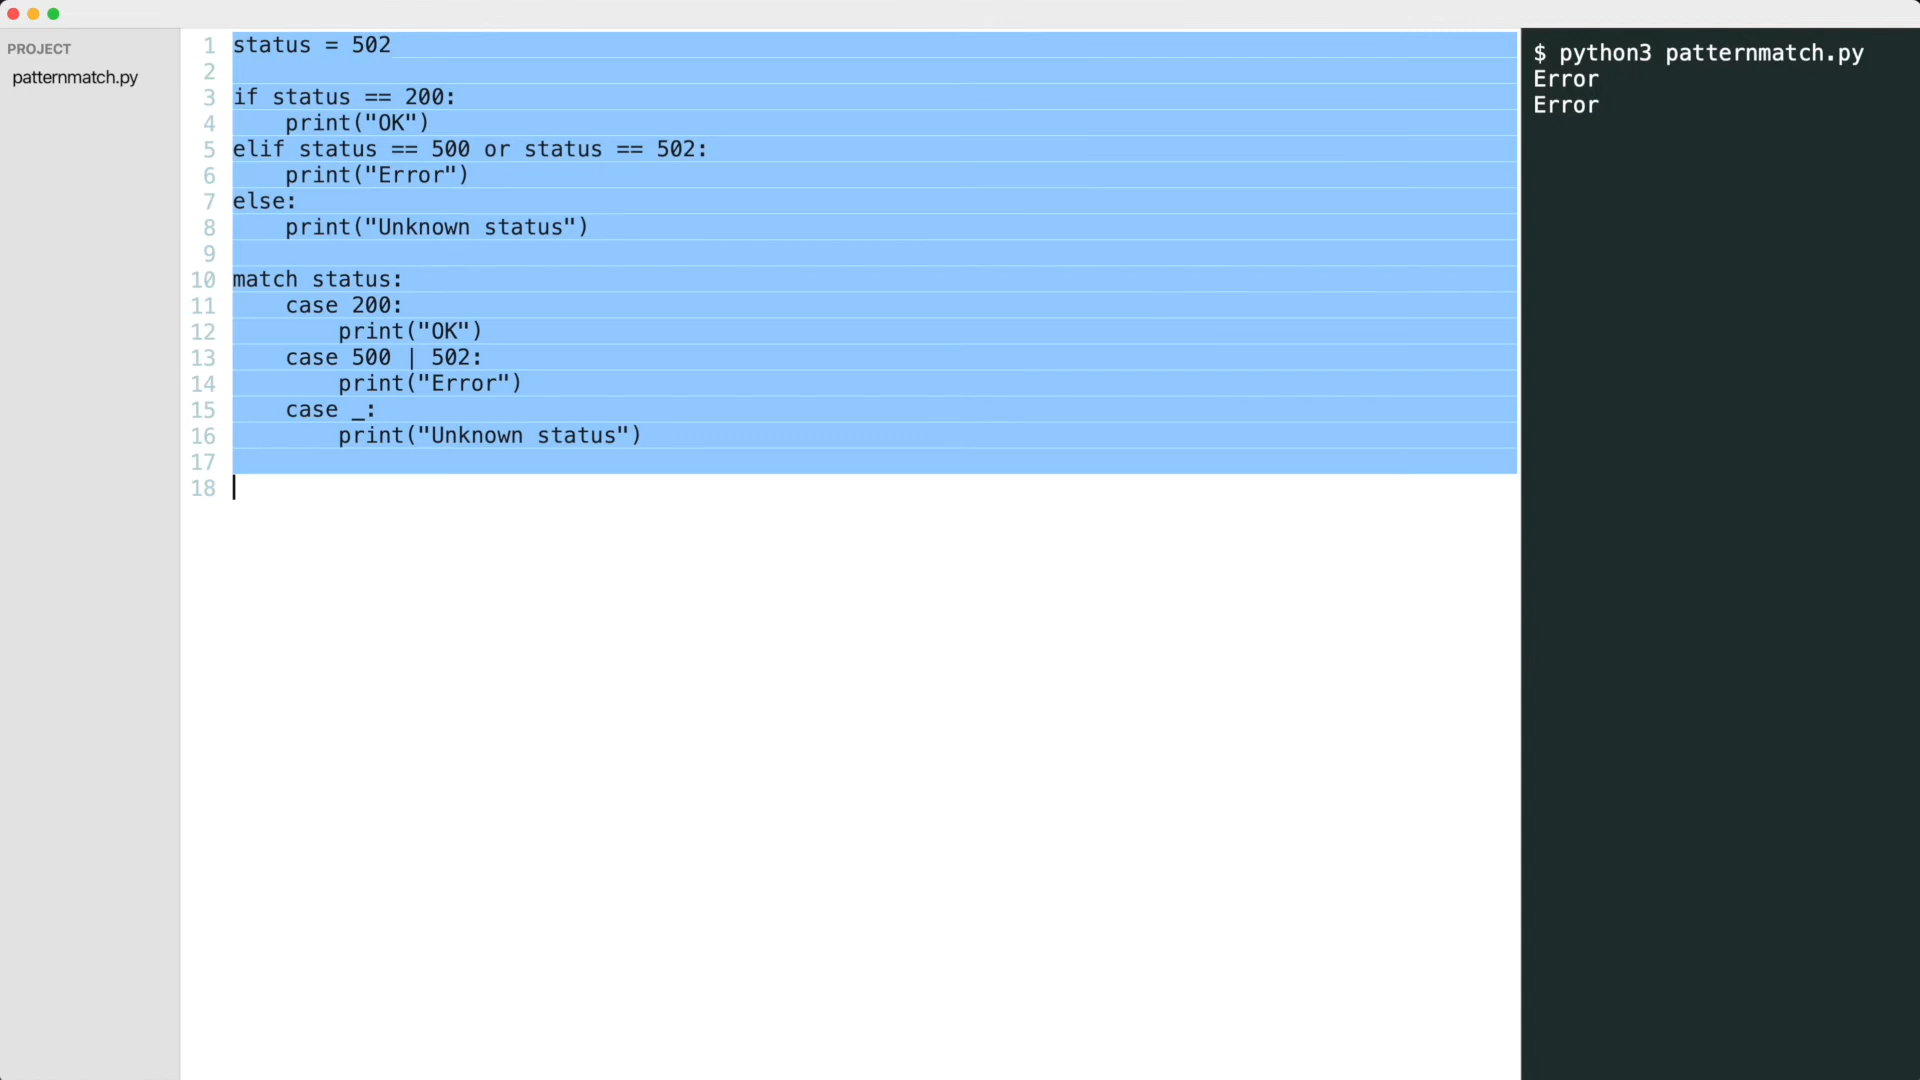 PROJECT
patternmatch.py
1 status = 502
2
3 if status == 200:
4     print("OK")
5 elif status == 500 or status == 502:
6     print("Error")
7 else:
8     print("Unknown status")
9
10 match status:
11     case 200:
12         print("OK")
13     case 500 | 502:
14         print("Error")
15     case _:
16         print("Unknown status")
17
18
$ python3 patternmatch.py
Error
Error